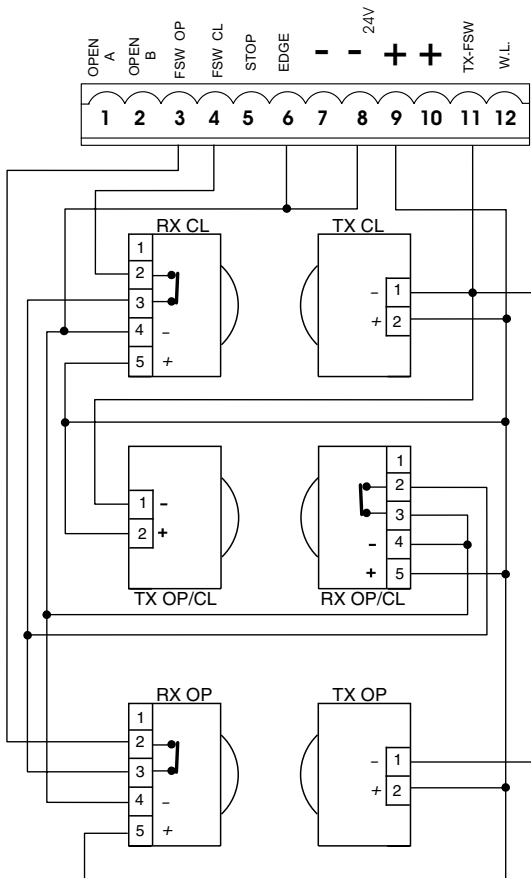 OPEN A
OPEN B
FSW OP
FSW CL
STOP
EDGE
- - 24V
+ +
TX-FSW
W.L.
1 2 3 4 5 6 7 8 9 10 11 12
RX CL
1
2
3
4 -
5 +
TX CL
- 1
+ 2
1 -
2 +
TX OP/CL
1
2
3
- 4
+ 5
RX OP/CL
RX OP
1
2
3
4 -
5 +
TX OP
- 1
+ 2